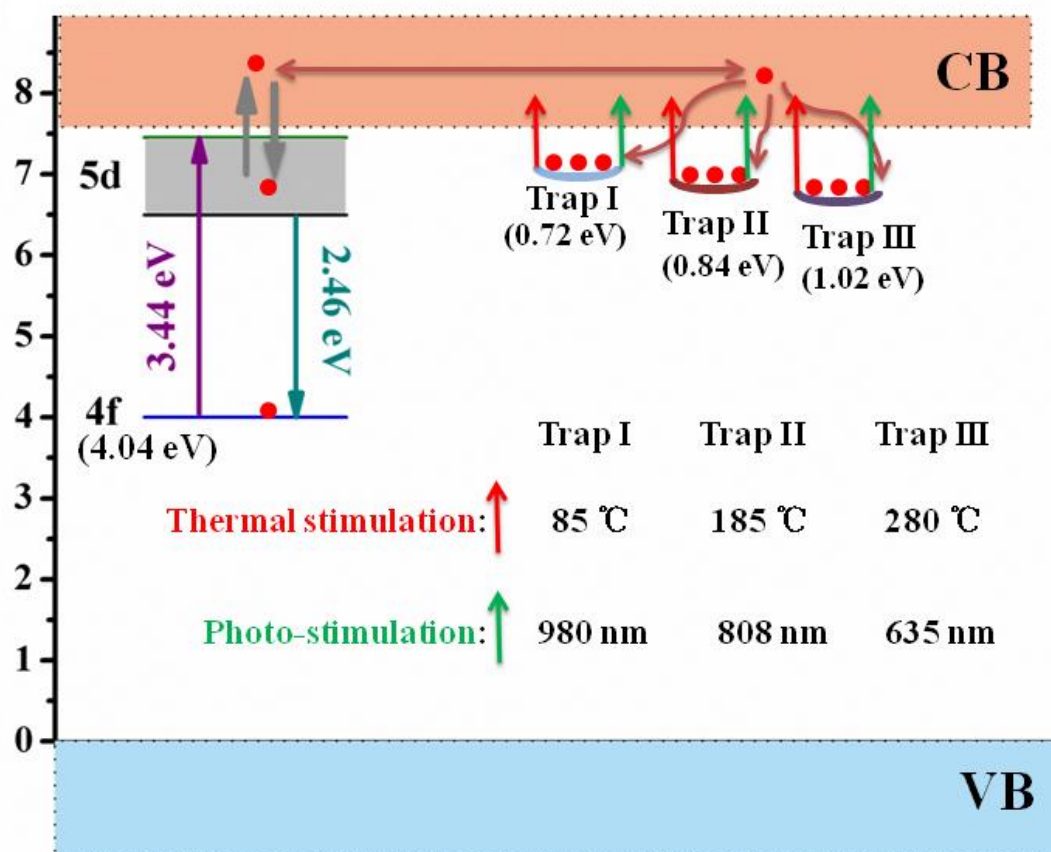 CB
8
7
6
5
4
3
2
1
0
5d
3.44 eV
2.46 eV
4f
(4.04 eV)
Trap I
(0.72 eV)
Trap II
(0.84 eV)
Trap III
(1.02 eV)
Trap I Trap II Trap III
Thermal stimulation: 85 ℃ 185 ℃ 280 ℃
Photo-stimulation: 980 nm 808 nm 635 nm
VB